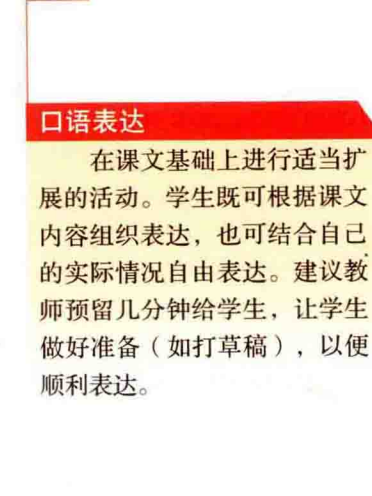 口语表达
在课文基础上进行适当扩
展的活动。学生既可根据课文
内容组织表达，也可结合自己
的实际情况自由表达。建议教
师预留几分钟给学生，让学生
做好准备（如打草稿），以便
顺利表达。